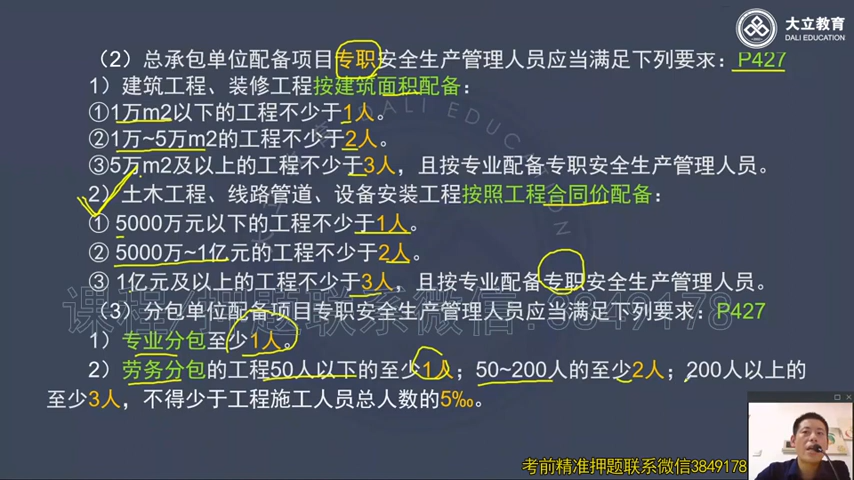 大立教育
DALI EDUCATION
（2）总承包单位配备项目专职安全生产管理人员应当满足下列要求：P427
1）建筑工程、装修工程按建筑面积配备：
①1万m2以下的工程不少于1人。
②1万~5万m2的工程不少于2人。
③5万m2及以上的工程不少于3人，且按专业配备专职安全生产管理人员。
2）土木工程、线路管道、设备安装工程按照工程合同价配备：
① 5000万元以下的工程不少于1人。
② 5000万~1亿元的工程不少于2人。
③ 1亿元及以上的工程不少于3人，且按专业配备专职安全生产管理人员。
课程/押题联系微信:3849178
（3）分包单位配备项目专职安全生产管理人员应当满足下列要求：P427
1）专业分包至少1人。
2）劳务分包的工程50人以下的至少1人；50~200人的至少2人；200人以上的
至少3人，不得少于工程施工人员总人数的5‰。
考前精准押题联系微信3849178